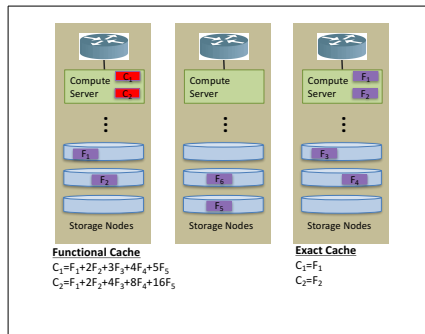 Compute
Server
C1
C2
F1
F2
Storage Nodes
Compute
Server
F6
F5
Storage Nodes
Compute
Server
F1
F2
F3
F4
Storage Nodes
Functional Cache
C1=F1+2F2+3F3+4F4+5F5
C2=F1+2F2+4F3+8F4+16F5
Exact Cache
C1=F1
C2=F2